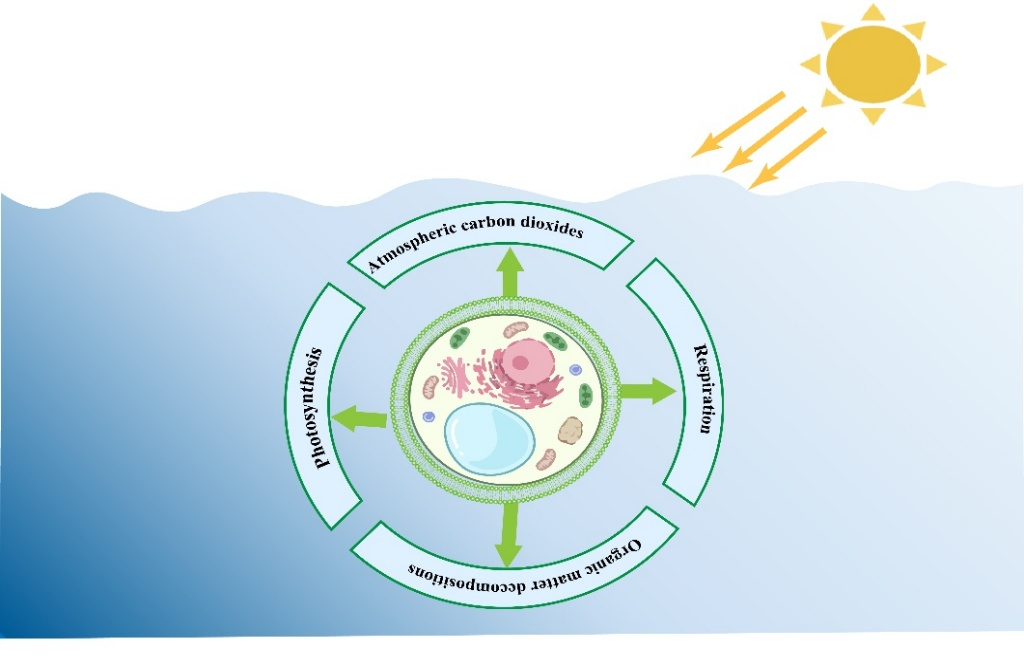 Atmospheric carbon dioxides
Photosynthesis
Respiration
Organic matter decompositions